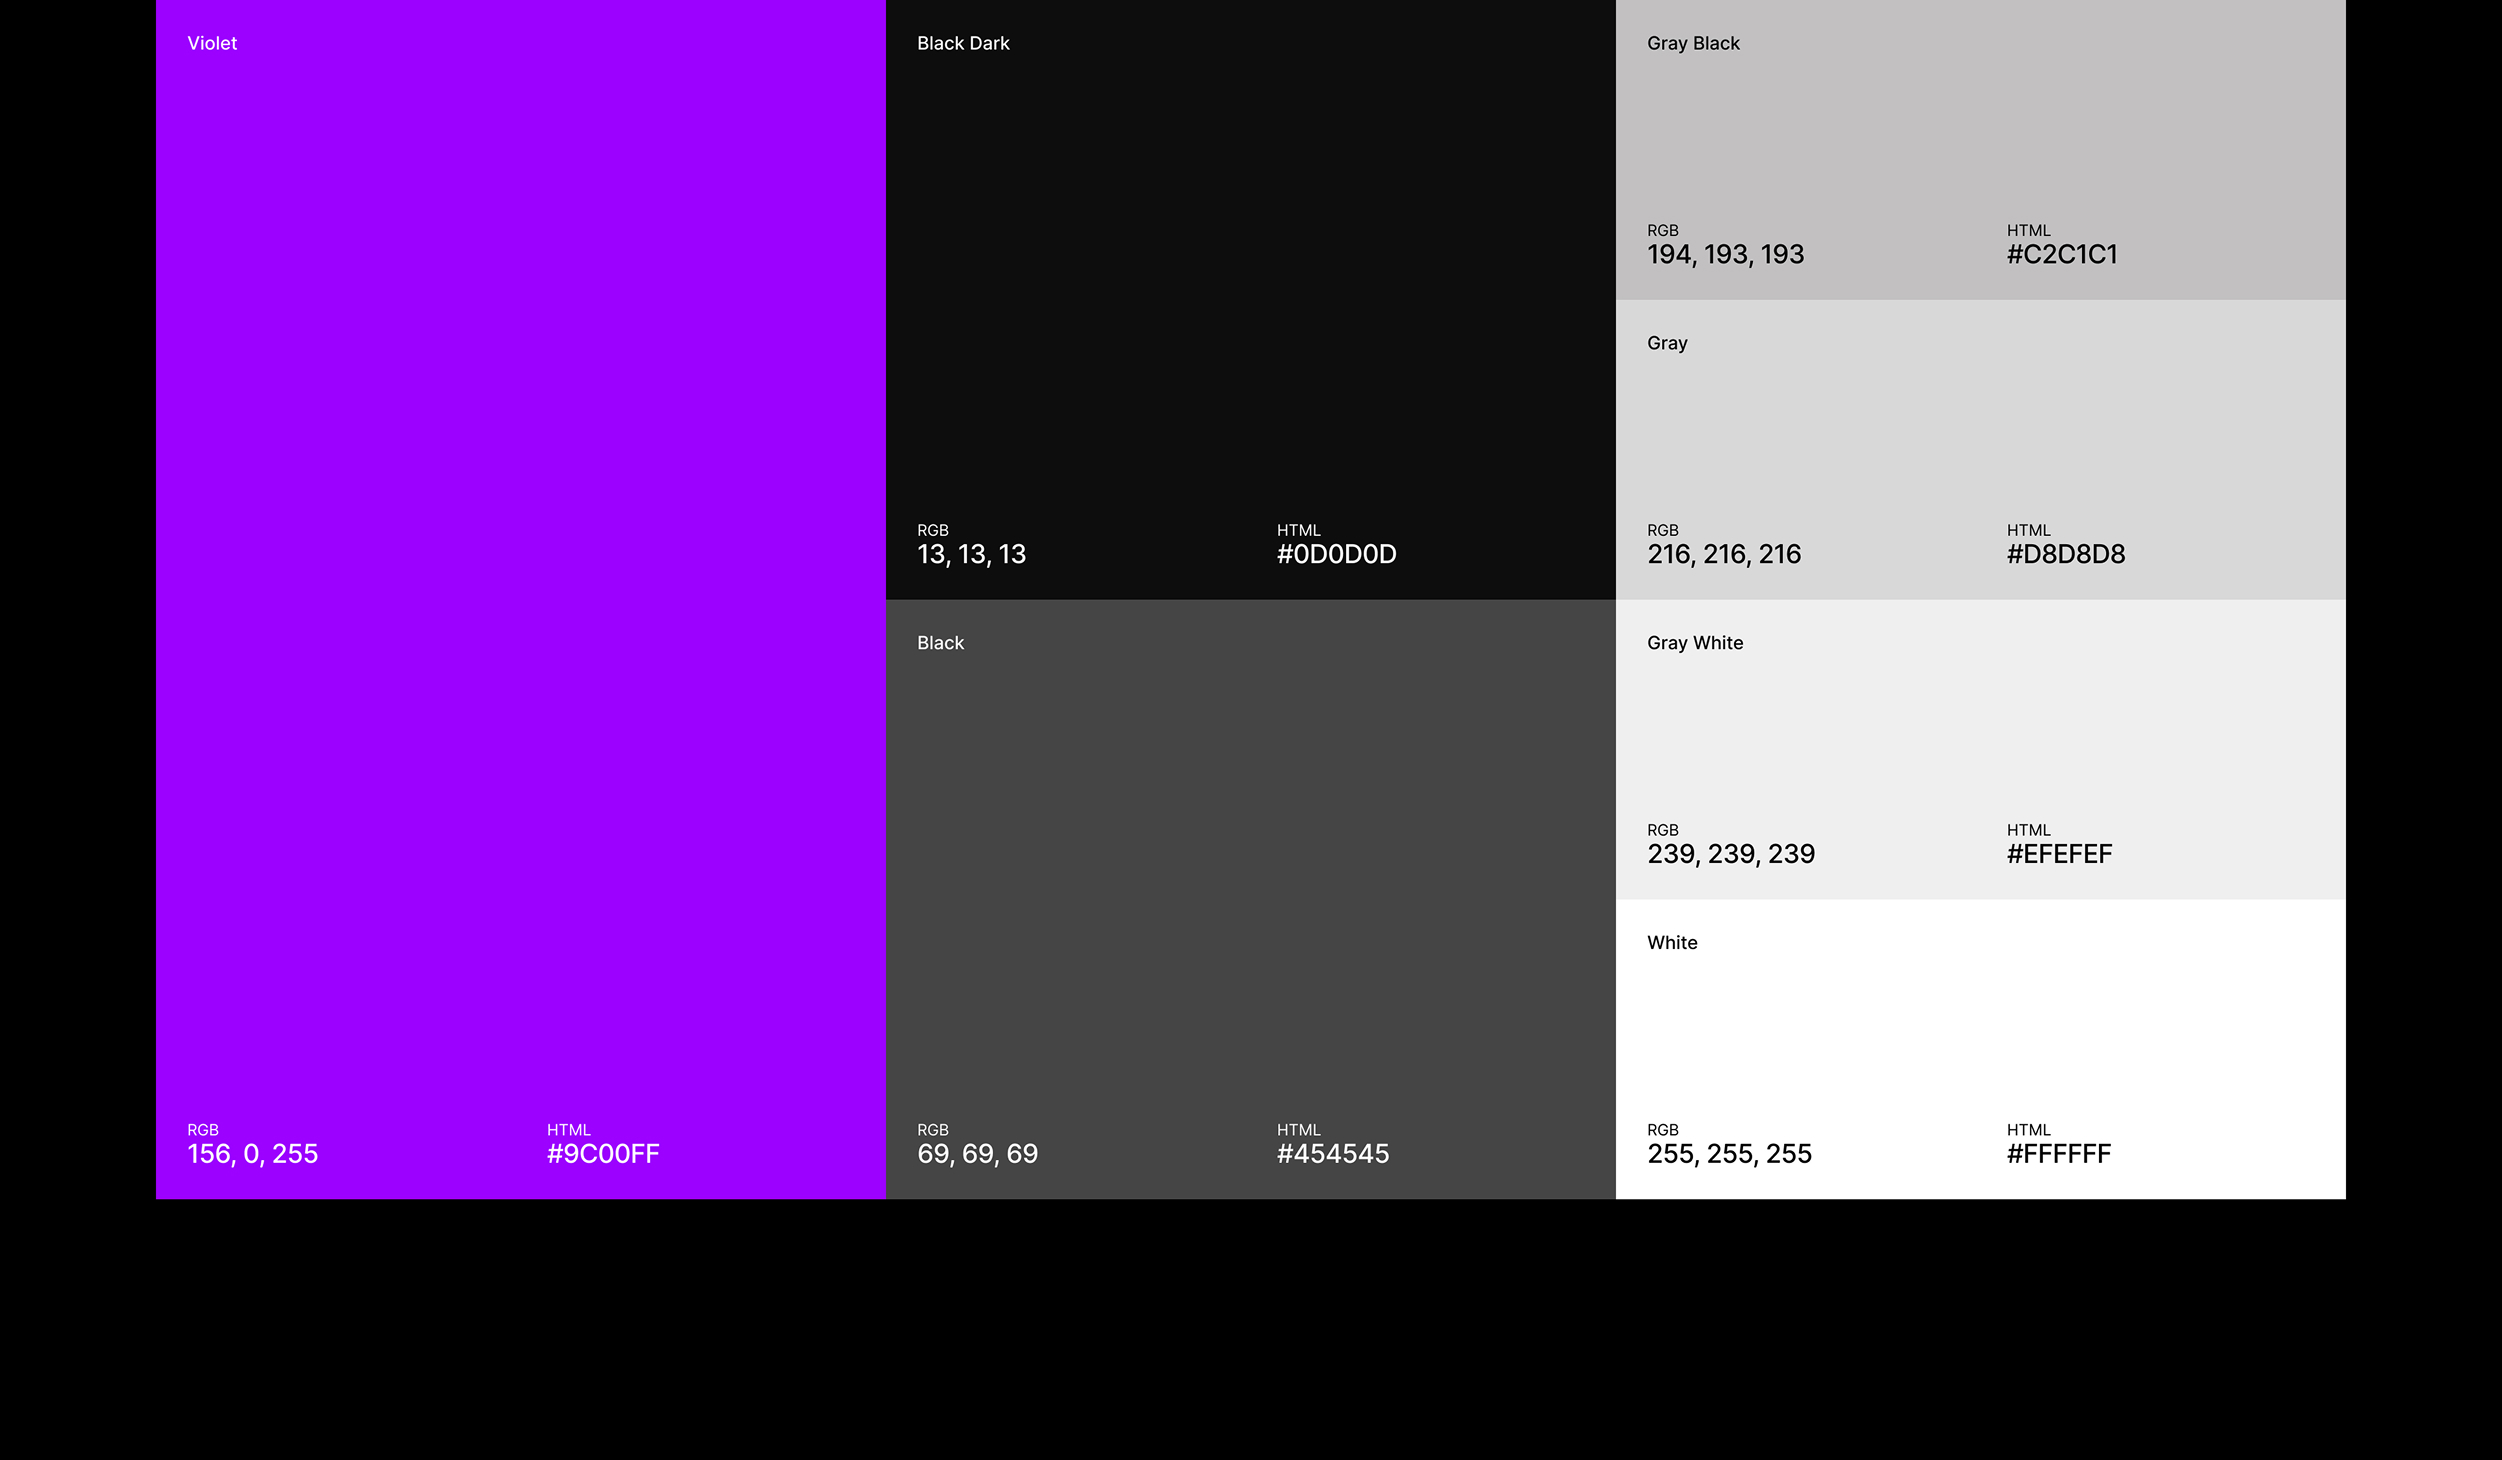 Violet
RGB
156, 0, 255
HTML
#9C00FF
Black Dark
RGB
13, 13, 13
HTML
#0D0D0D
Black
RGB
69, 69, 69
HTML
#454545
Gray Black
RGB
194, 193, 193
HTML
#C2C1C1
Gray
RGB
216, 216, 216
HTML
#D8D8D8
Gray White
RGB
239, 239, 239
HTML
#EFEFEF
White
RGB
255, 255, 255
HTML
#FFFFFF